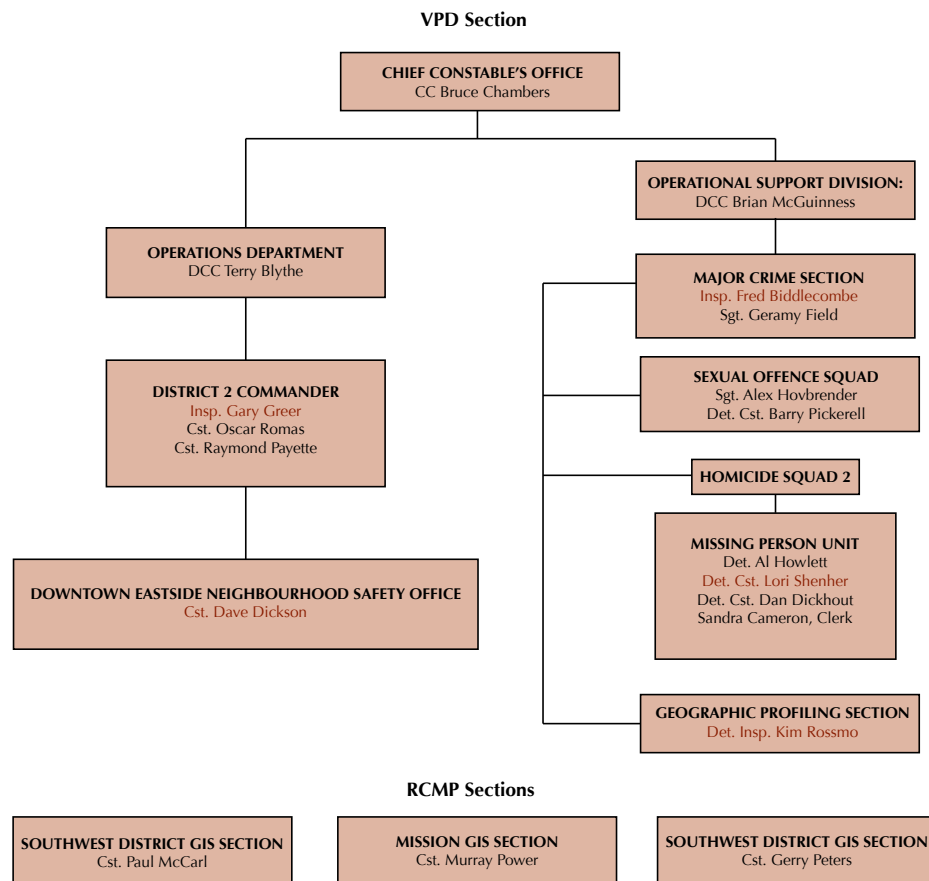 VPD Section
CHIEF CONSTABLE'S OFFICE
CC Bruce Chambers
OPERATIONS DEPARTMENT
DCC Terry Blythe
DISTRICT 2 COMMANDER
Insp. Gary Greer
Cst. Oscar Romas
Cst. Raymond Payette
DOWNTOWN EASTSIDE NEIGHBOURHOOD SAFETY OFFICE
Cst. Dave Dickson
OPERATIONAL SUPPORT DIVISION:
DCC Brian McGuinness
MAJOR CRIME SECTION
Insp. Fred Biddlecombe
Sgt. Geramy Field
SEXUAL OFFENCE SQUAD
Sgt. Alex Hovbrender
Det. Cst. Barry Pickerell
HOMICIDE SQUAD 2
MISSING PERSON UNIT
Det. Al Howlett
Det. Cst. Lori Shenher
Det. Cst. Dan Dickhout
Sandra Cameron, Clerk
GEOGRAPHIC PROFILING SECTION
Det. Insp. Kim Rossmo
RCMP Sections
SOUTHWEST DISTRICT GIS SECTION
Cst. Paul McCarl
MISSION GIS SECTION
Cst. Murray Power
SOUTHWEST DISTRICT GIS SECTION
Cst. Gerry Peters